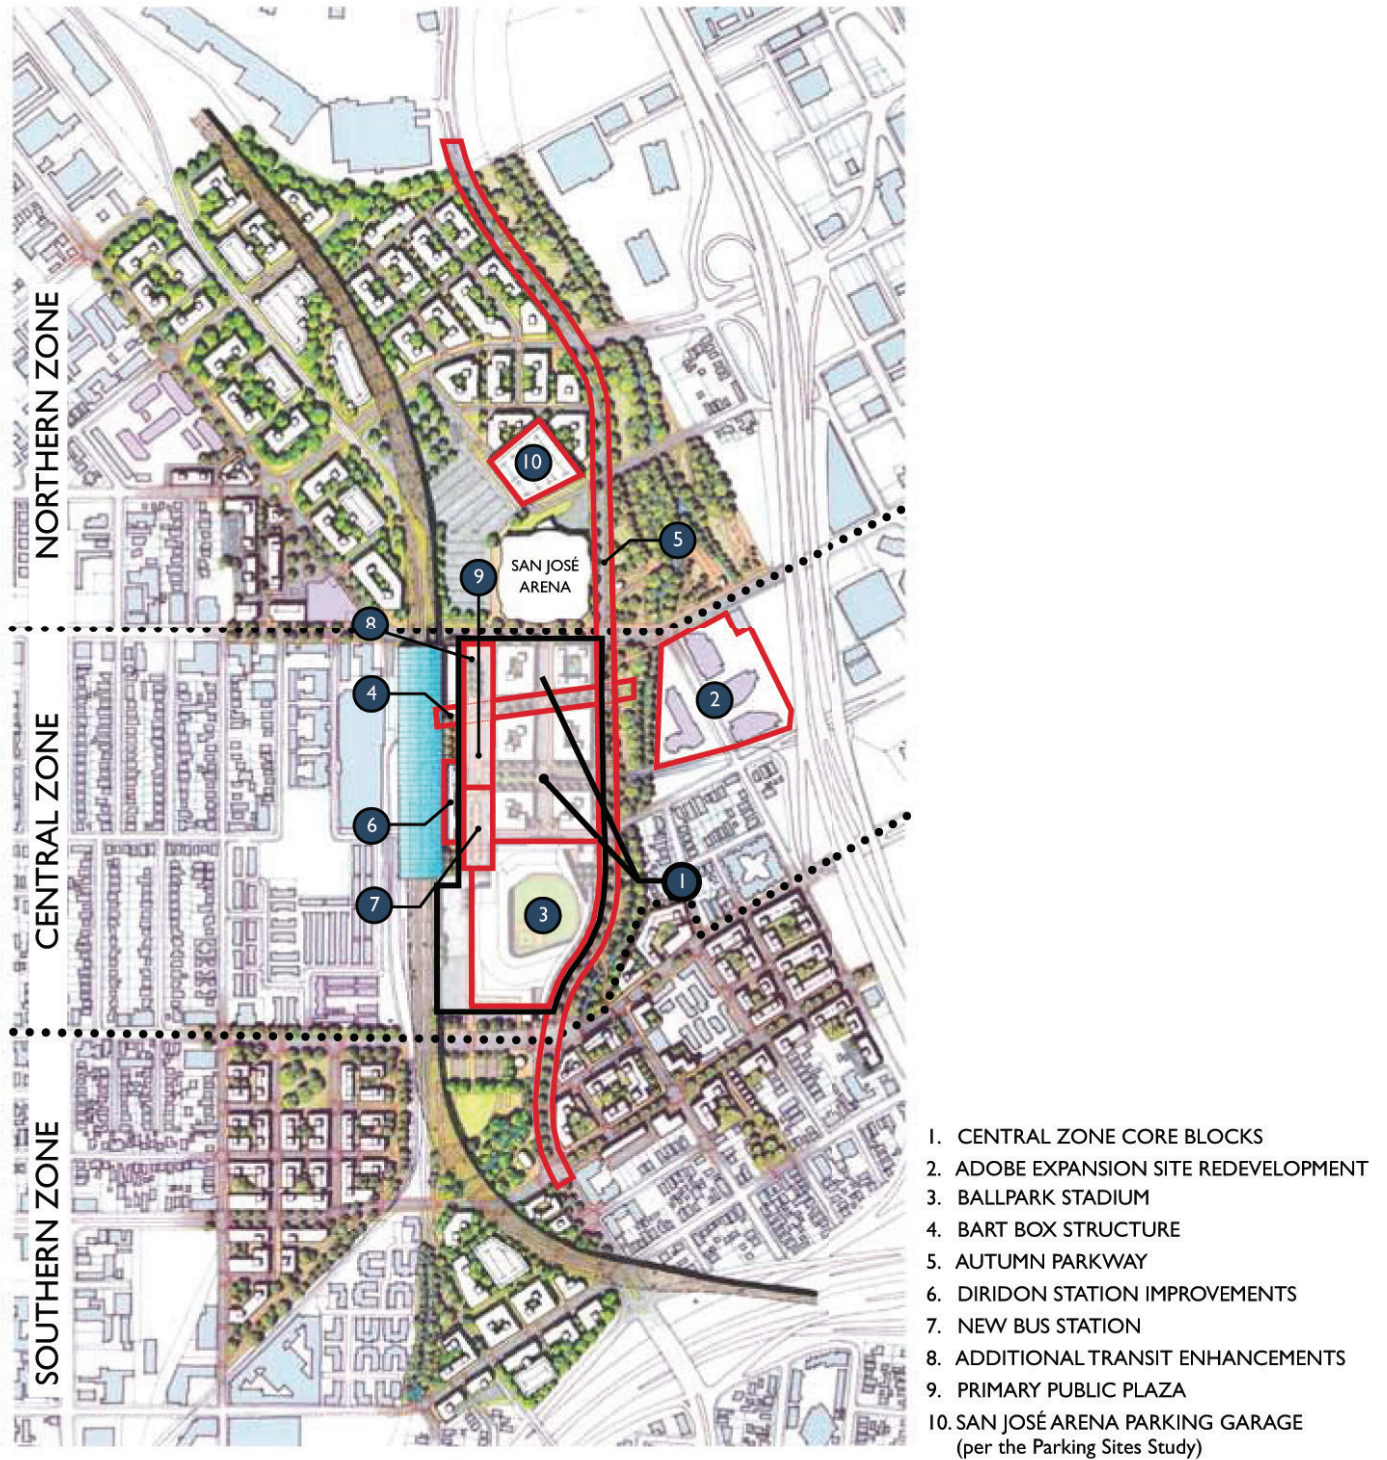 NORTHERN ZONE
10
5
SAN JOSÉ
ARENA
9
8
CENTRAL ZONE
4
2
6
1
7
3
SOUTHERN ZONE
1. CENTRAL ZONE CORE BLOCKS
2. ADOBE EXPANSION SITE REDEVELOPMENT
3. BALLPARK STADIUM
4. BART BOX STRUCTURE
5. AUTUMN PARKWAY
6. DIRIDON STATION IMPROVEMENTS
7. NEW BUS STATION
8. ADDITIONAL TRANSIT ENHANCEMENTS
9. PRIMARY PUBLIC PLAZA
10. SAN JOSÉ ARENA PARKING GARAGE
(per the Parking Sites Study)